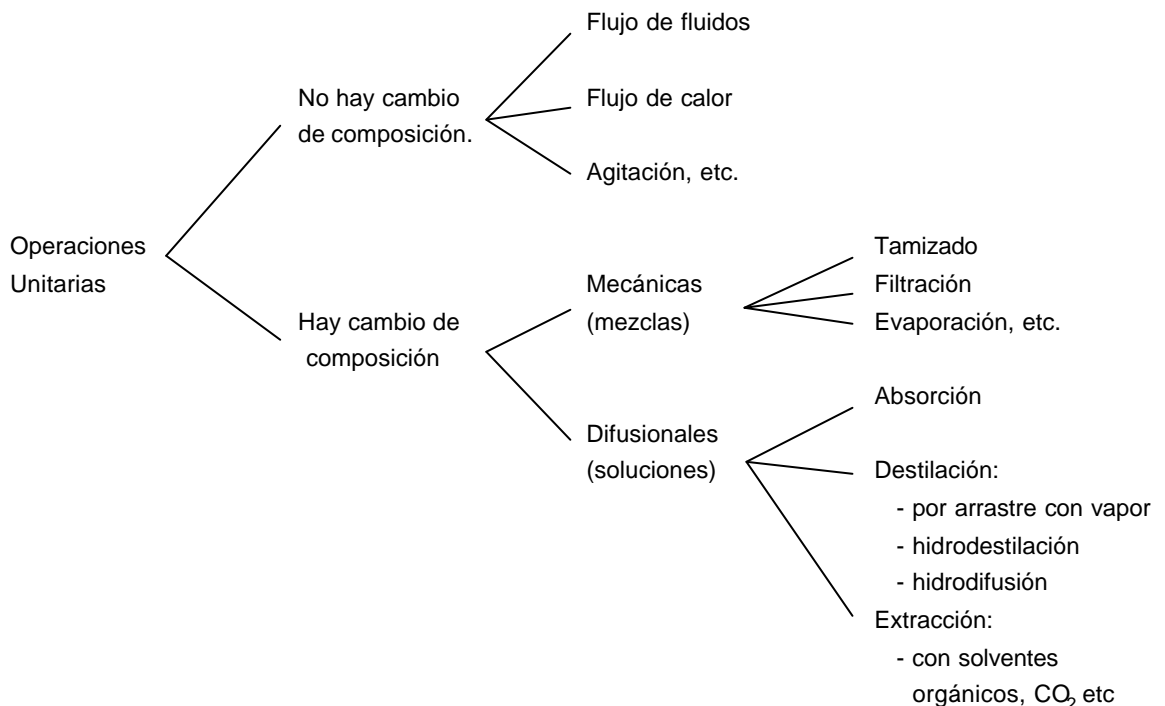 Operaciones
Unitarias
No hay cambio
de composición.
Flujo de fluidos
Flujo de calor
Agitación, etc.
Hay cambio de
composición
Mecánicas
(mezclas)
Tamizado
Filtración
Evaporación, etc.
Difusionales
(soluciones)
Absorción
Destilación:
- por arrastre con vapor
- hidrodestilación
- hidrodifusión
Extracción:
- con solventes
orgánicos, CO₂ etc